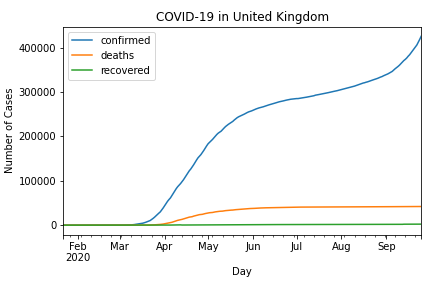 COVID-19 in United Kingdom
confirmed
deaths
recovered
Number of Cases
400000
300000
200000
100000
0
Feb Mar Apr May Jun Jul Aug Sep
2020
Day